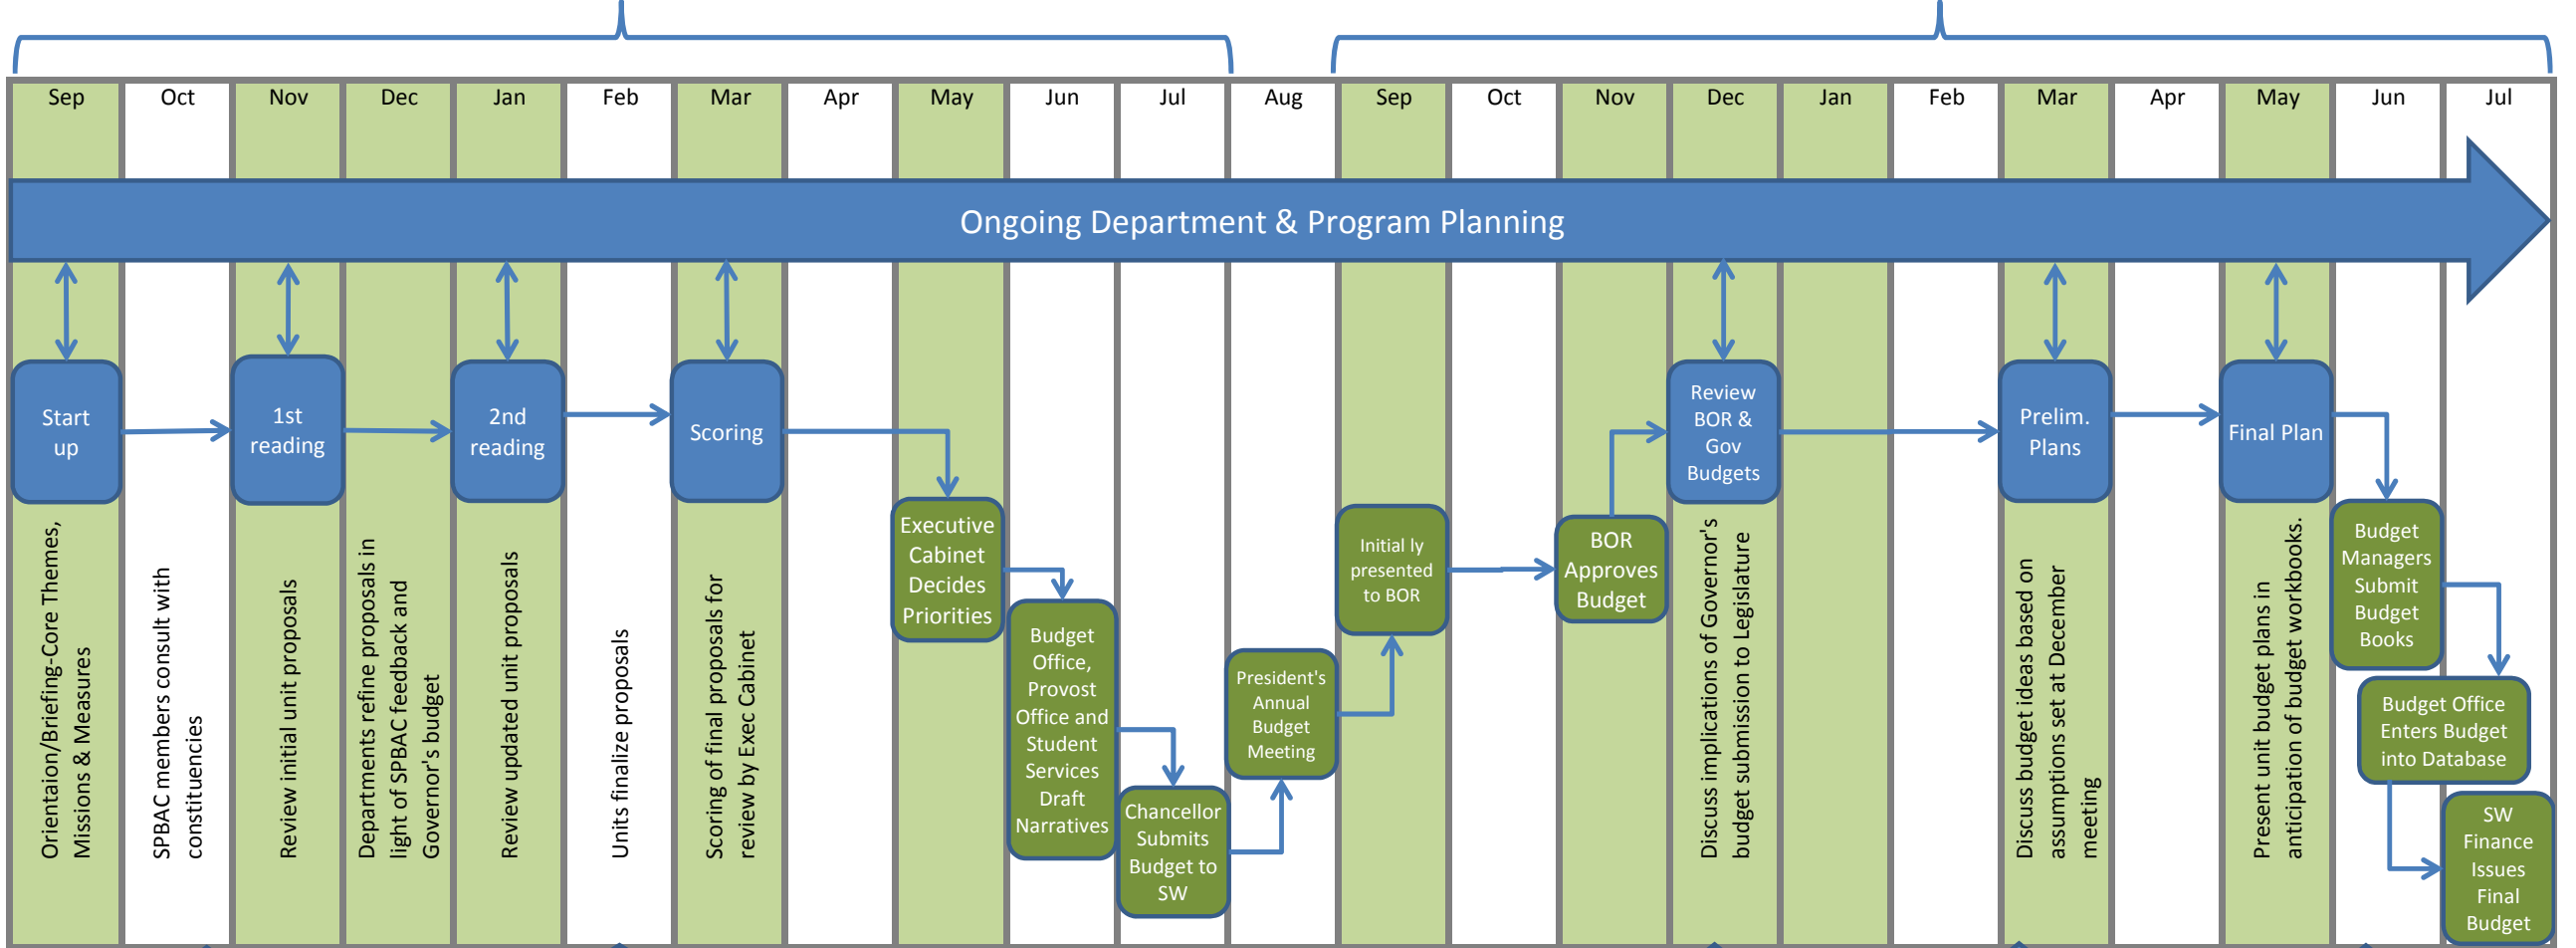 Sep Oct Nov Dec Jan Feb Mar Apr May Jun Jul Aug Sep Oct Nov Dec Jan Feb Mar Apr May Jun Jul
Ongoing Department & Program Planning
Start
up
1st
reading
2nd
reading
Scoring
Review
BOR &
Gov
Budgets
Prelim.
Plans
Final Plan
Executive
Cabinet
Decides
Priorities
Budget
Office,
Provost
Office and
Student
Services
Draft
Narratives
Chancellor
Submits
Budget to
SW
President's
Annual
Budget
Meeting
Initial ly
presented
to BOR
BOR
Approves
Budget
Budget
Managers
Submit
Budget
Books
Budget Office
Enters Budget
into Database
SW
Finance
Issues
Final
Budget
Orientaion/Briefing-Core Themes,
Missions & Measures
SPBAC members consult with
constituencies
Review initial unit proposals
Departments refine proposals in
light of SPBAC feedback and
Governor's budget
Review updated unit proposals
Units finalize proposals
Scoring of final proposals for
review by Exec Cabinet
Discuss implications of Governor's
budget submission to Legislature
Discuss budget ideas based on
assumptions set at December
meeting
Present unit budget plans in
anticipation of budget workbooks.